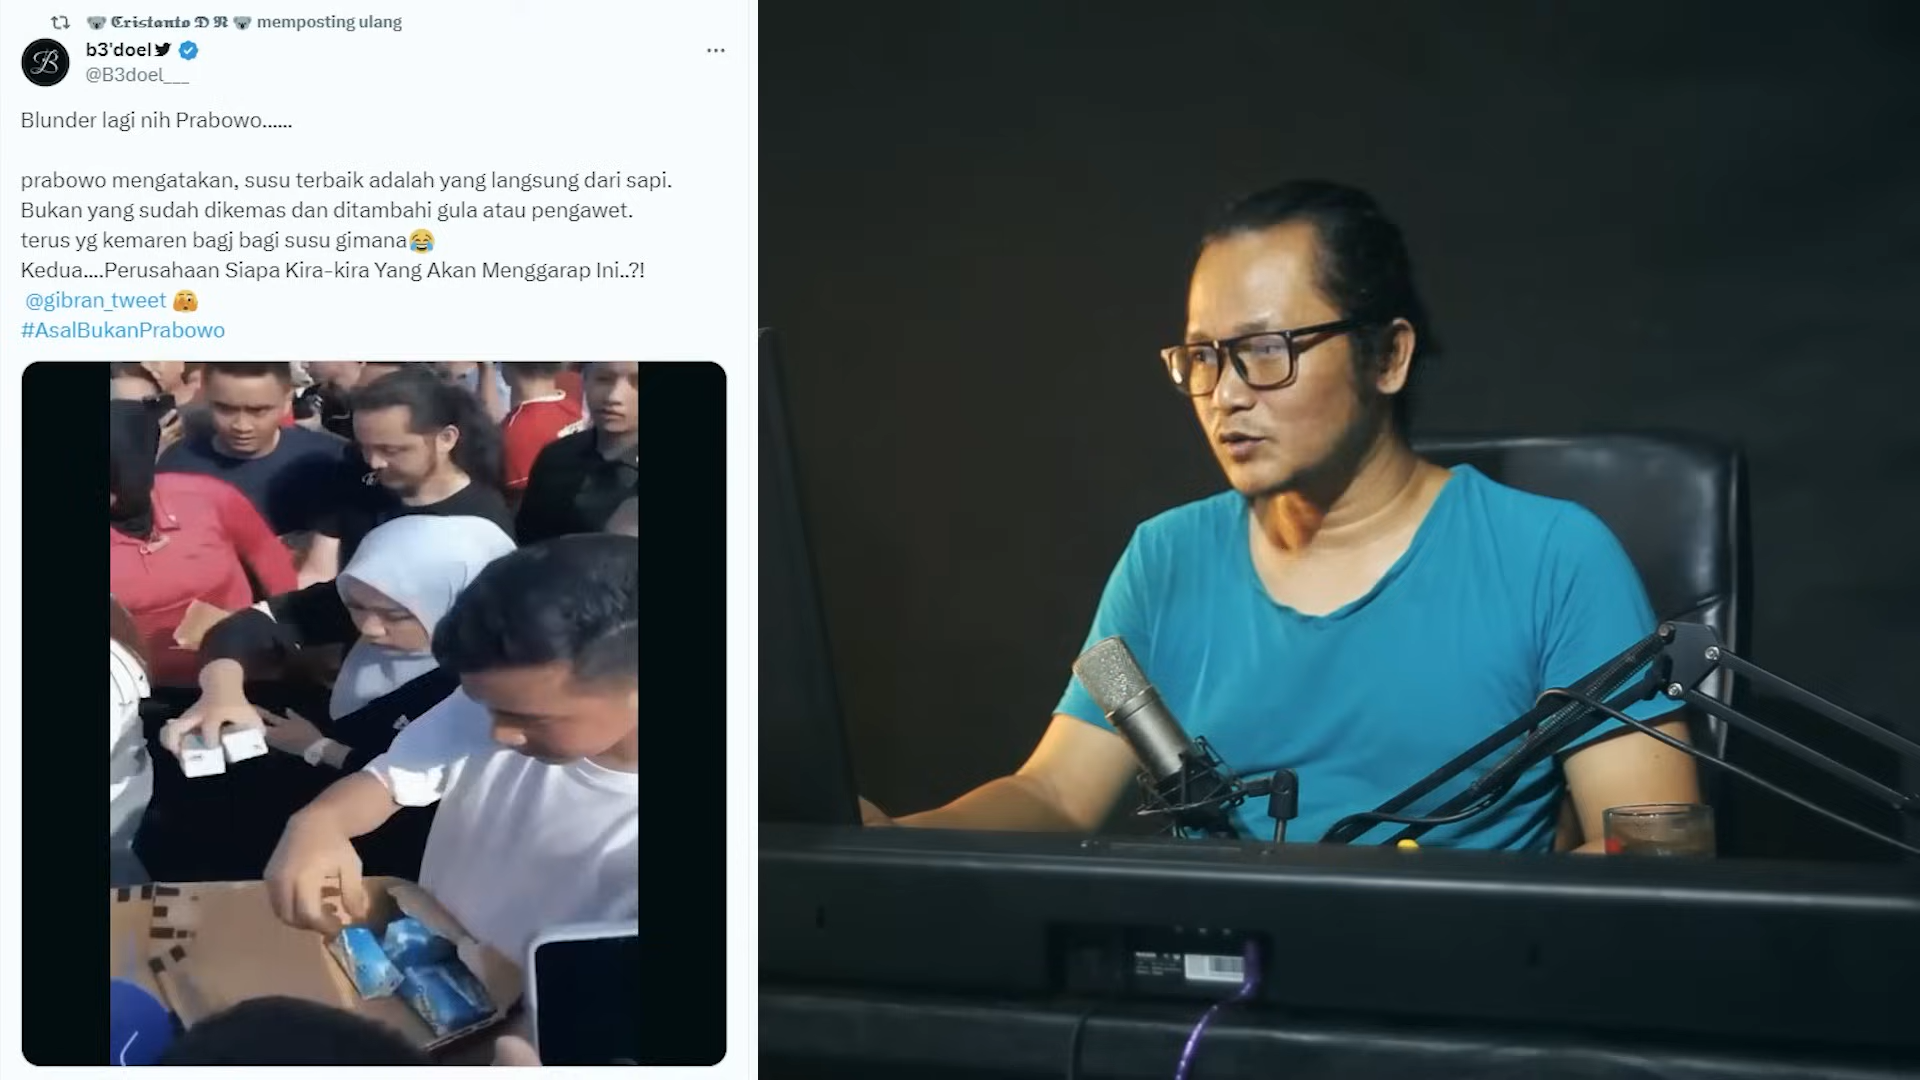 🐨 𝕮𝖗𝖎𝖘𝖙𝖆𝖓𝖙𝖔 𝕯 𝕽 🐨 memposting ulang
b3'doel
@B3doel___
Blunder lagi nih Prabowo......
prabowo mengatakan, susu terbaik adalah yang langsung dari sapi.
Bukan yang sudah dikemas dan ditambahi gula atau pengawet.
terus yg kemaren bagj bagi susu gimana😂
Kedua....Perusahaan Siapa Kira-kira Yang Akan Menggarap Ini..?!
@gibran_tweet 🫣
#AsalBukanPrabowo